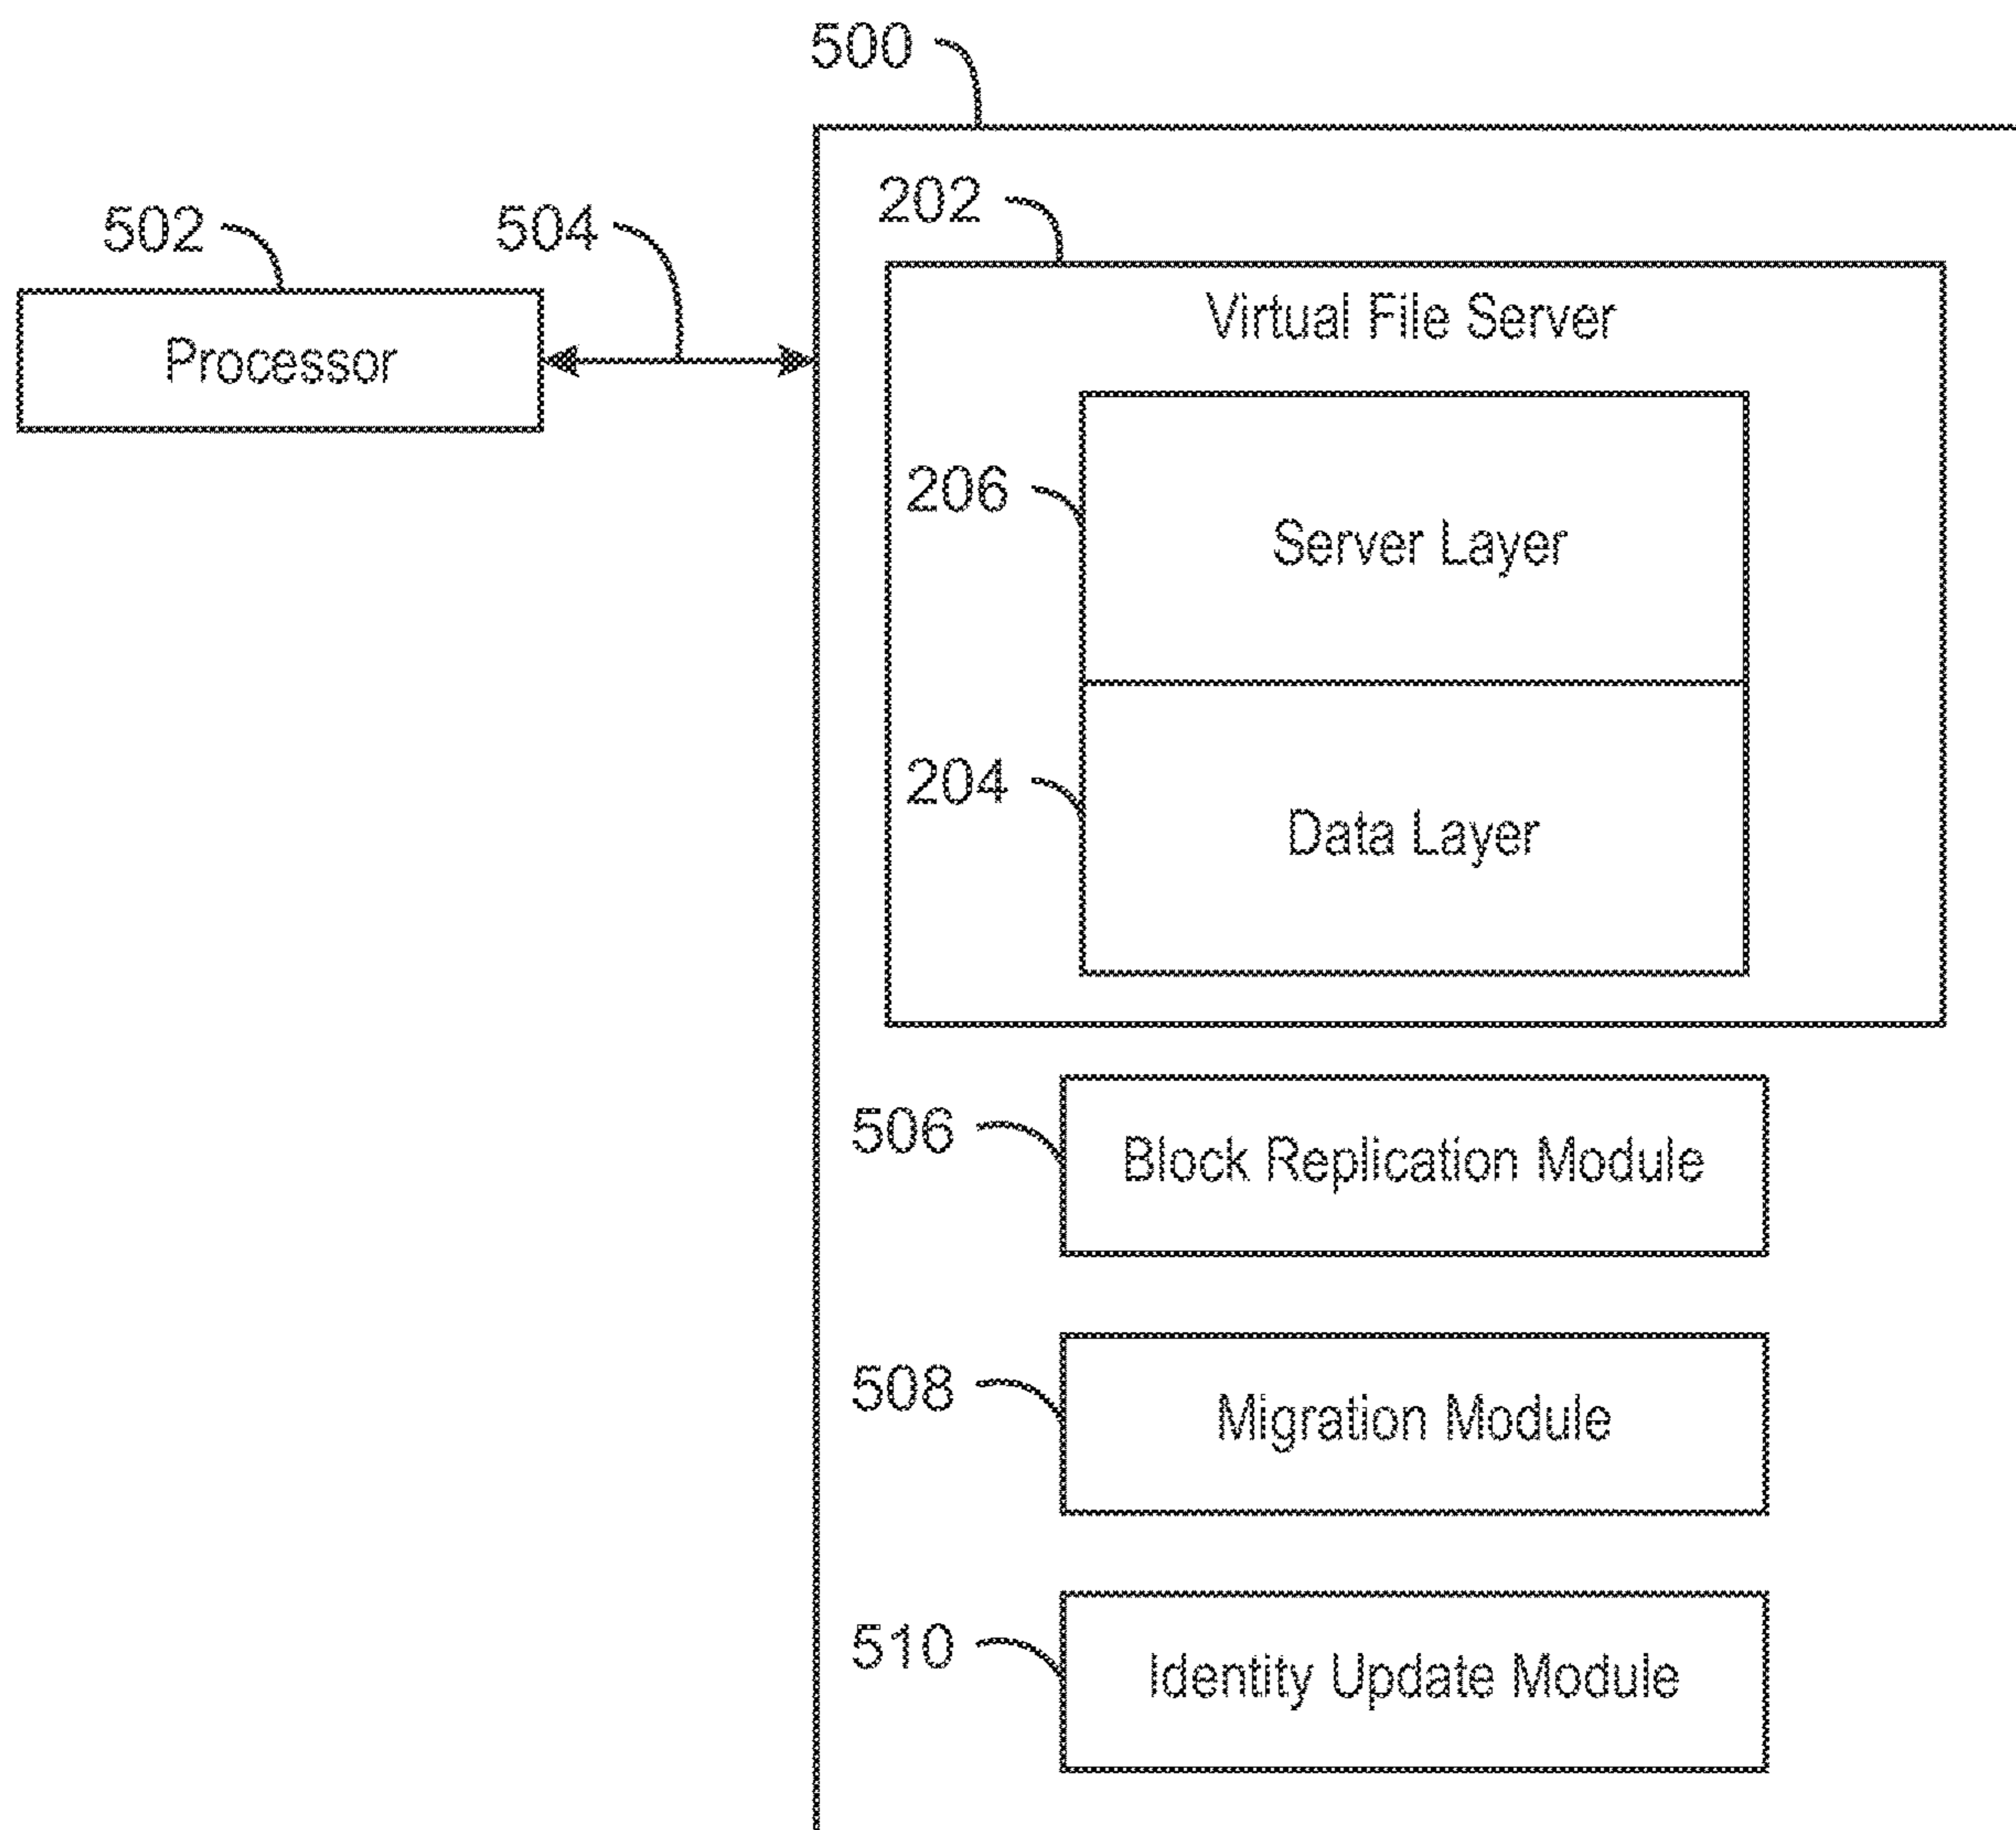 500
202
502
504
Virtual File Server
Processor
206
Server Layer
204
Data Layer
506
Block Replication Module
508
Migration Module
510
Identity Update Module